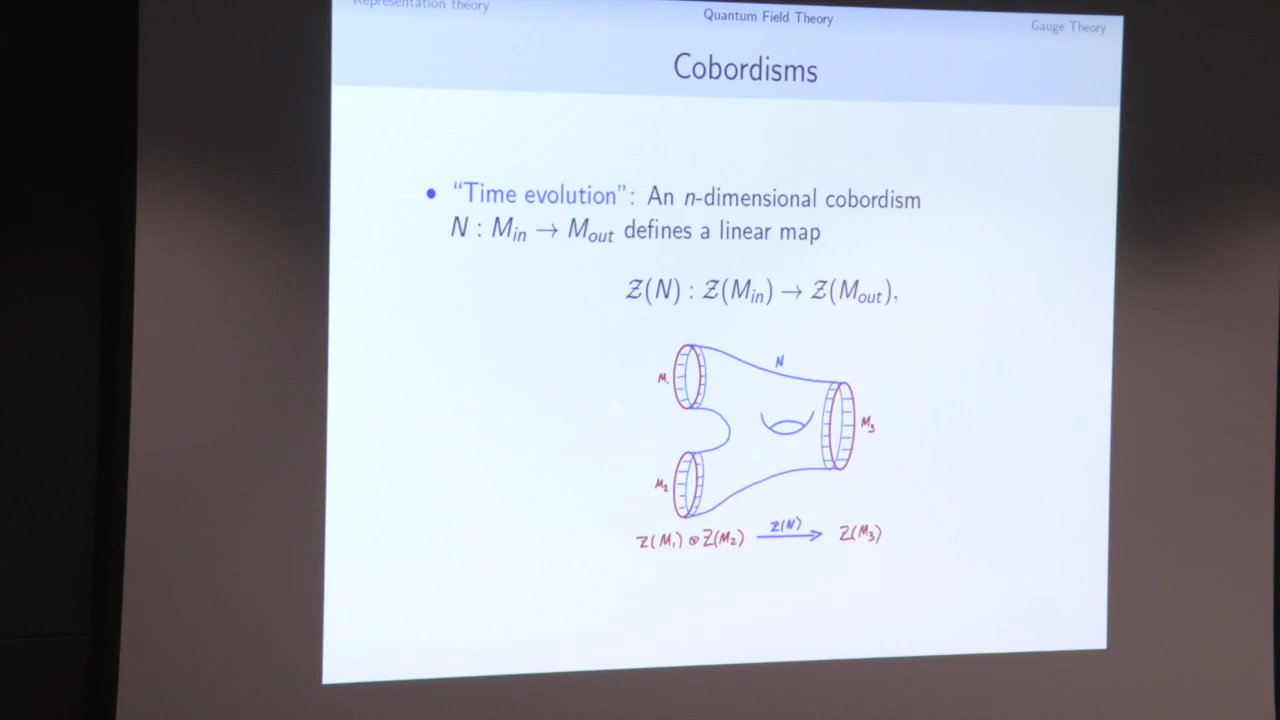 Representation theory
Quantum Field Theory
Gauge Theory
Cobordisms
• “Time evolution”: An n-dimensional cobordism
N : M_in → M_out defines a linear map
Z(N) : Z(M_in) → Z(M_out),
N
M₁
M₃
M₂
Z(M₁) ⊗ Z(M₂) Z(N) → Z(M₃)